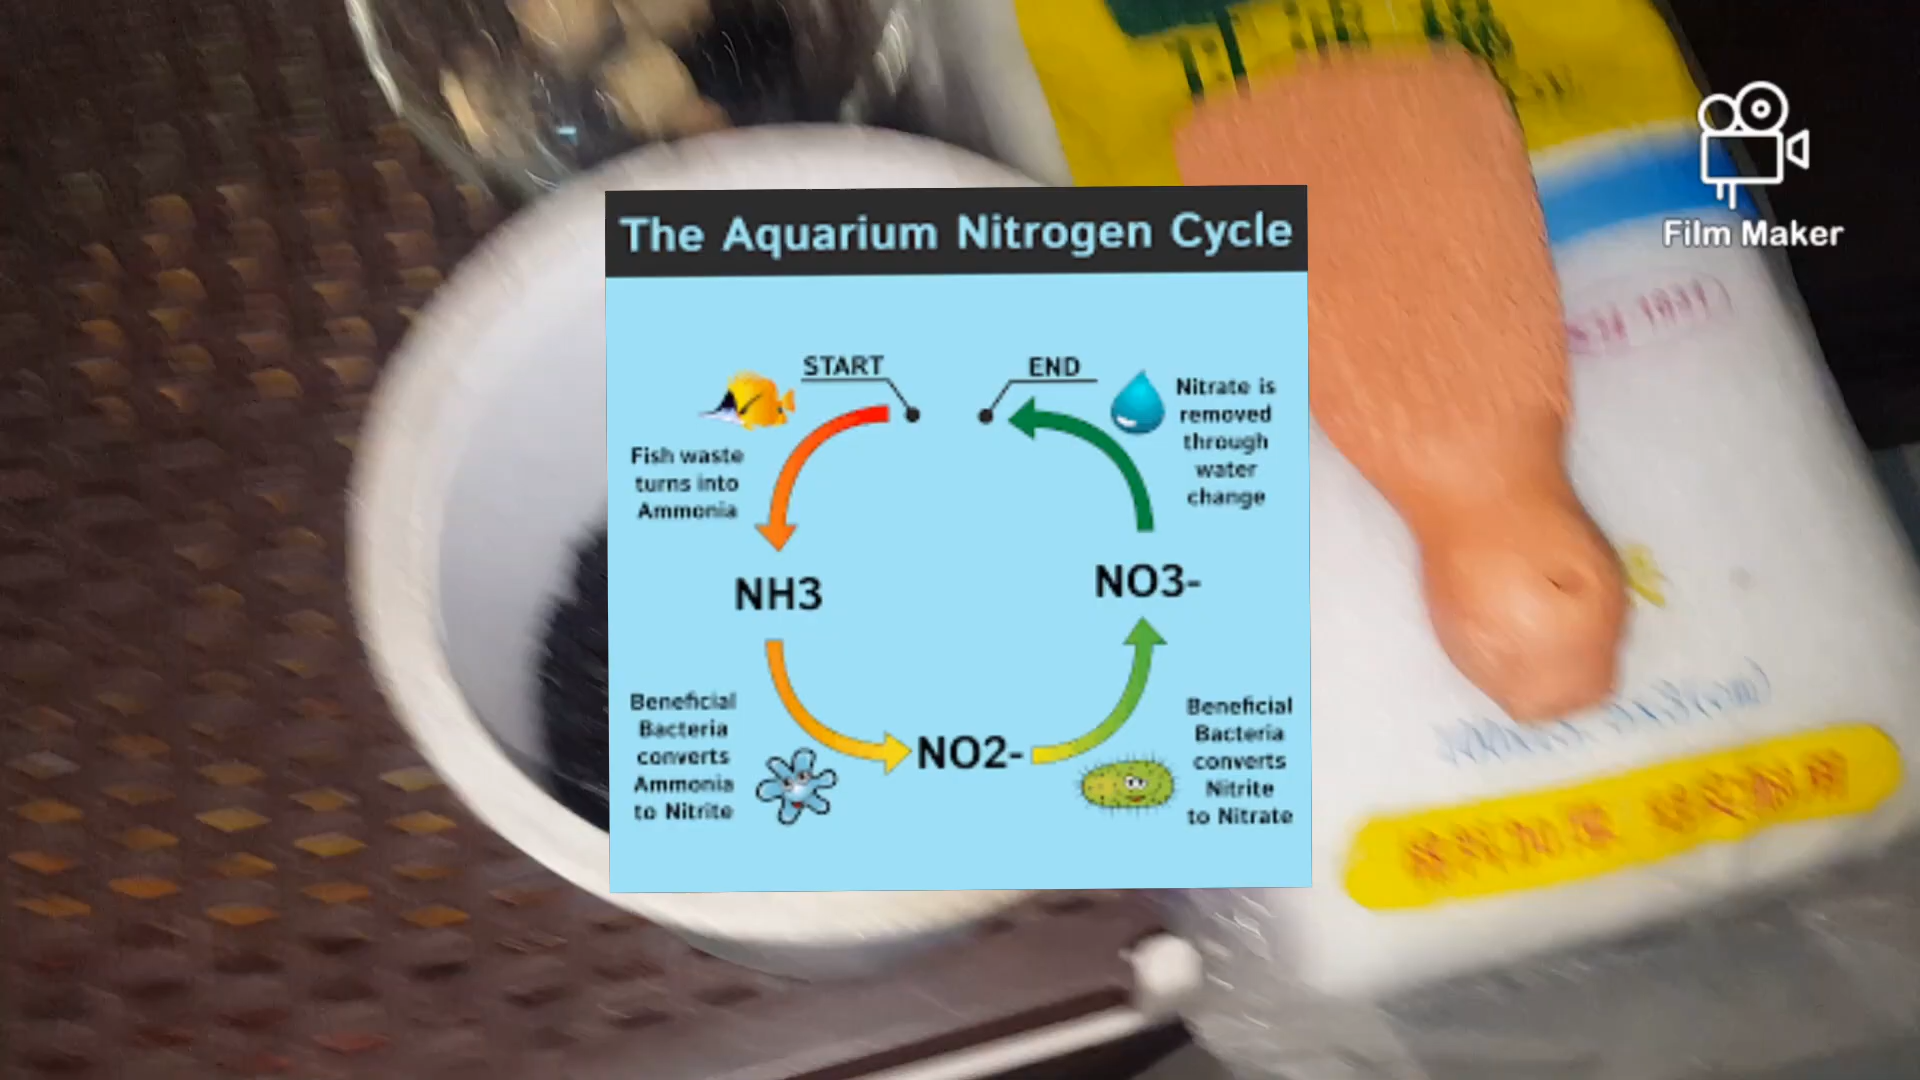 Film Maker
The Aquarium Nitrogen Cycle
START
END
Fish waste
turns into
Ammonia
Nitrate is
removed
through
water
change
NH3
NO3-
Beneficial
Bacteria
converts
Ammonia
to Nitrite
NO2-
Beneficial
Bacteria
converts
Nitrite
to Nitrate